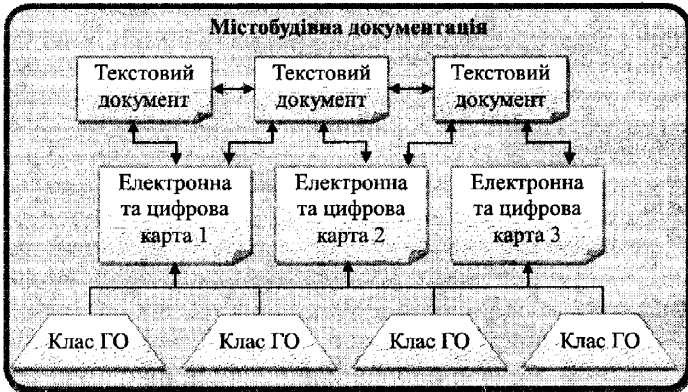 Містобудівна документація
Текстовий документ
Текстовий документ
Текстовий документ
Електронна та цифрова карта 1
Електронна та цифрова карта 2
Електронна та цифрова карта 3
Клас ГО
Клас ГО
Клас ГО
Клас ГО